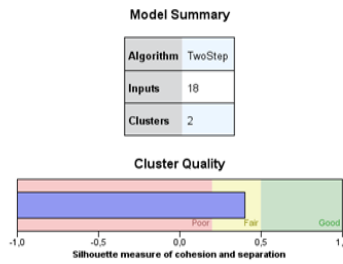 Model Summary
Algorithm TwoStep
Inputs 18
Clusters 2
Cluster Quality
Poor Fair Good
-1,0 -0,5 0,0 0,5 1,
Silhouette measure of cohesion and separation